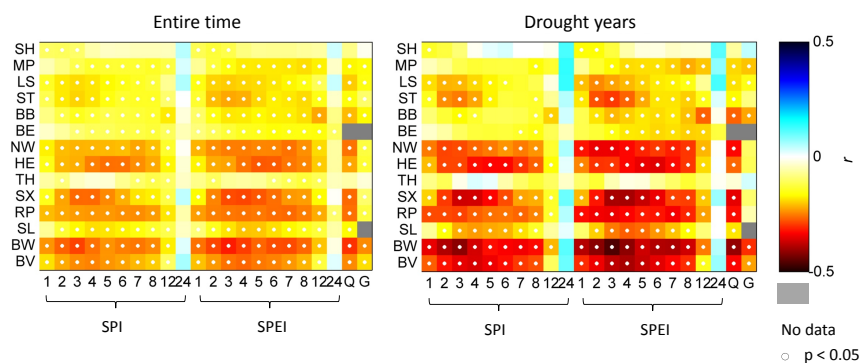 Entire time
Drought years
SH
MP
LS
ST
BB
BE
NW
HE
TH
SX
RP
SL
BW
BV
1 2 3 4 5 6 7 8 12 24 1 2 3 4 5 6 7 8 12 24 Q G
SPI
SPEI
SH
MP
LS
ST
BB
BE
NW
HE
TH
SX
RP
SL
BW
BV
1 2 3 4 5 6 7 8 12 24 1 2 3 4 5 6 7 8 12 24 Q G
SPI
SPEI
0.5
0
-0.5
r
No data
p < 0.05